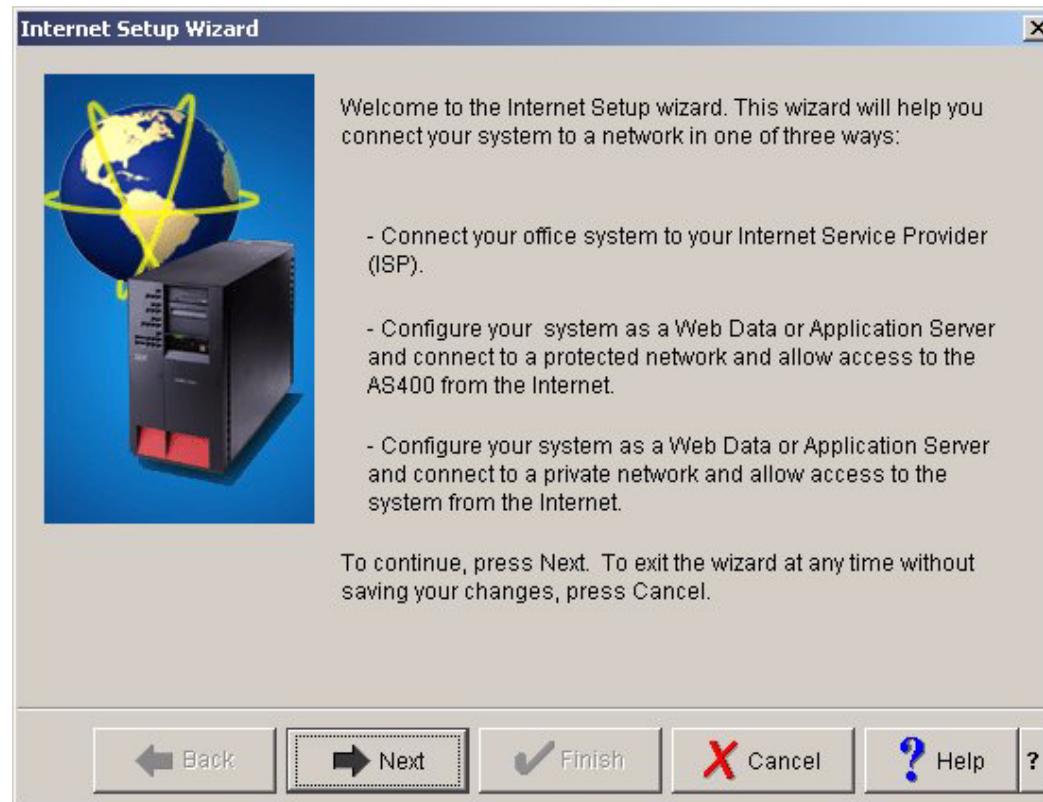 Internet Setup Wizard
Welcome to the Internet Setup wizard. This wizard will help you
connect your system to a network in one of three ways:
- Connect your office system to your Internet Service Provider
(ISP).
- Configure your  system as a Web Data or Application Server
and connect to a protected network and allow access to the
AS400 from the Internet.
- Configure your system as a Web Data or Application Server
and connect to a private network and allow access to the
system from the Internet.
To continue, press Next.  To exit the wizard at any time without
saving your changes, press Cancel.
Back
Next
Finish
Cancel
? Help
?